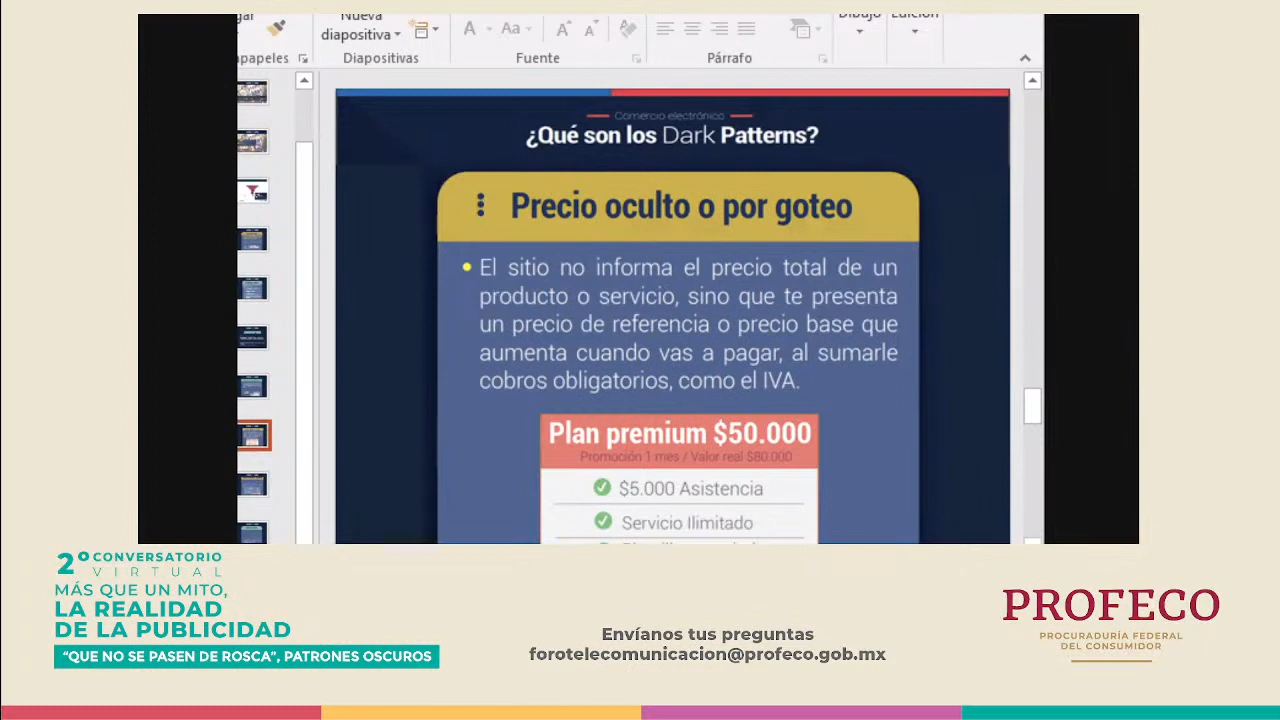 Nueva
Dibujo
Edición
diapositiva
Aa
Diapositivas
Fuente
Párrafo
Comercio electrónico
¿Qué son los Dark Patterns?
Precio oculto o por goteo
El sitio no informa el precio total de un
producto o servicio, sino que te presenta
un precio de referencia o precio base que
aumenta cuando vas a pagar, al sumarle
cobros obligatorios, como el IVA.
Plan premium $50.000
Promoción 1 mes / Valor real $80.000
$5.000 Asistencia
Servicio Ilimitado
2º CONVERSATORIO
VIRTUAL
MÁS QUE UN MITO,
LA REALIDAD
DE LA PUBLICIDAD
“QUE NO SE PASEN DE ROSCA”, PATRONES OSCUROS
Envíanos tus preguntas
forotelecomunicacion@profeco.gob.mx
PROFECO
PROCURADURÍA FEDERAL
DEL CONSUMIDOR